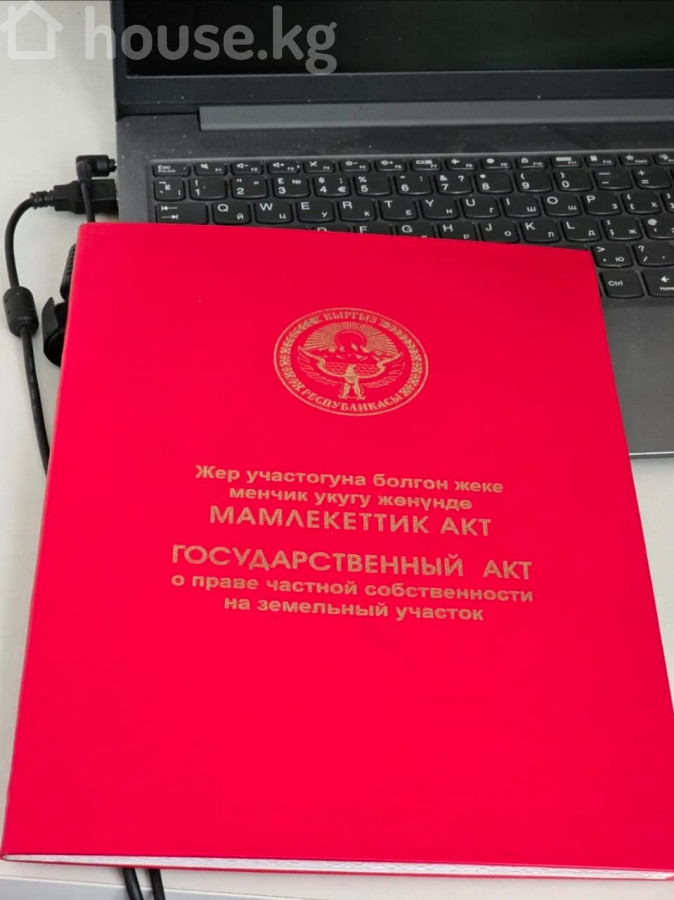 house.kg
КЫРГЫЗ
РЕСПУБЛИКАСЫ
Жер участогуна болгон жеке
менчик укугу жөнүндө
МАМЛЕКЕТТИК АКТ
ГОСУДАРСТВЕННЫЙ АКТ
о праве частной собственности
на земельный участок
Ctrl